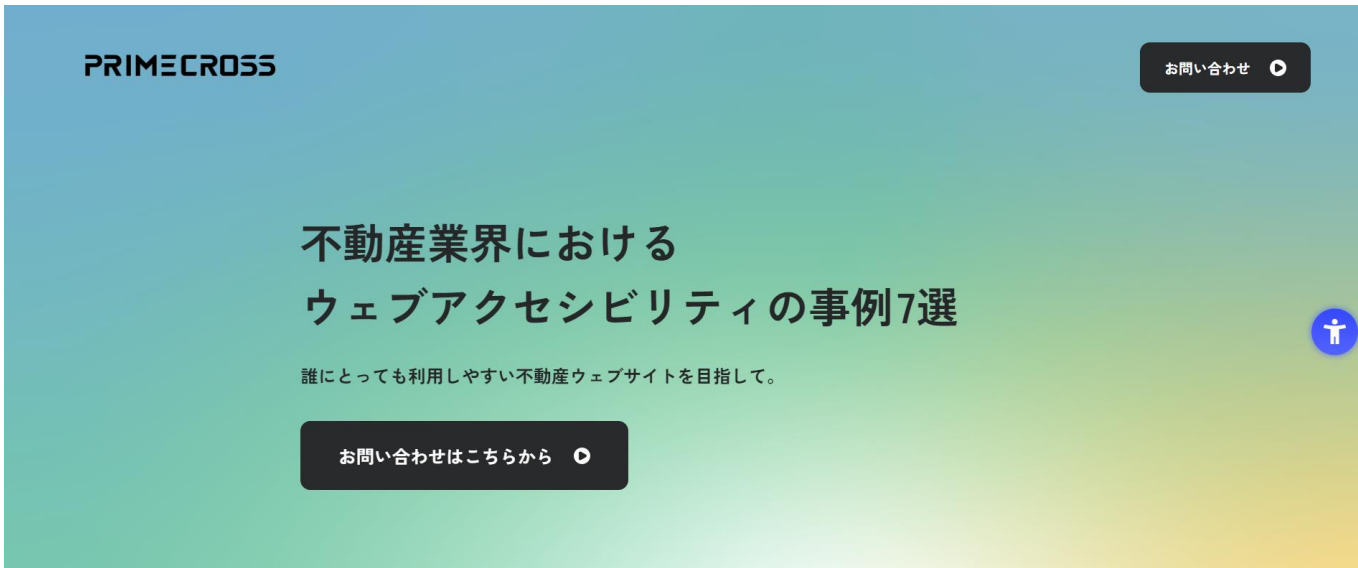 PRIMECROSS
お問い合わせ
不動産業界における
ウェブアクセシビリティの事例7選
誰にとっても利用しやすい不動産ウェブサイトを目指して。
お問い合わせはこちらから